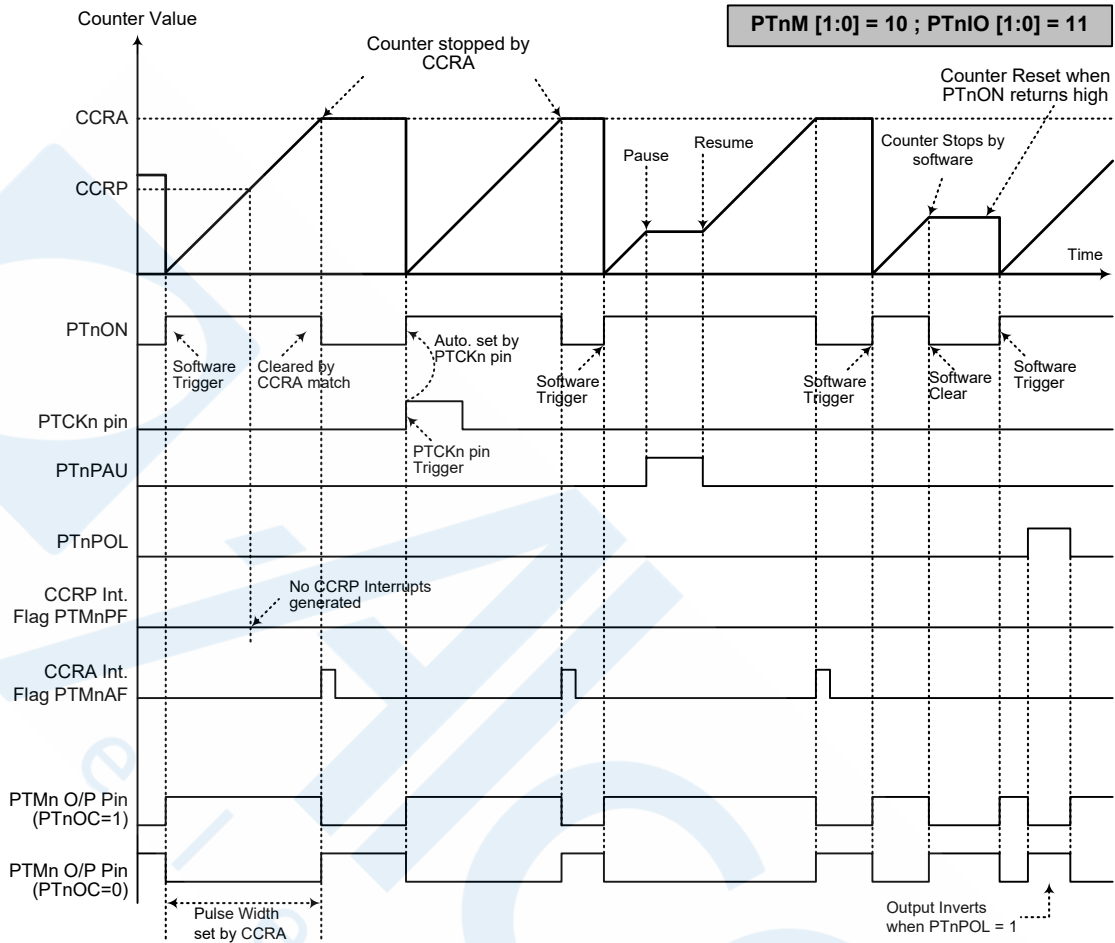 Counter Value
PTnM [1:0] = 10 ; PTnIO [1:0] = 11
Counter stopped by
CCRA
Counter Reset when
PTnON returns high
CCRA
Pause
Resume
Counter Stops by
software
CCRP
Time
PTnON
Software
Trigger
Cleared by
CCRA match
Auto. set by
PTCKn pin
Software
Trigger
Software
Trigger
Software
Clear
Software
Trigger
PTCKn pin
PTCKn pin
Trigger
PTnPAU
PTnPOL
CCRP Int.
Flag PTMnPF
No CCRP Interrupts
generated
CCRA Int.
Flag PTMnAF
PTMn O/P Pin
(PTnOC=1)
PTMn O/P Pin
(PTnOC=0)
Pulse Width
set by CCRA
Output Inverts
when PTnPOL = 1